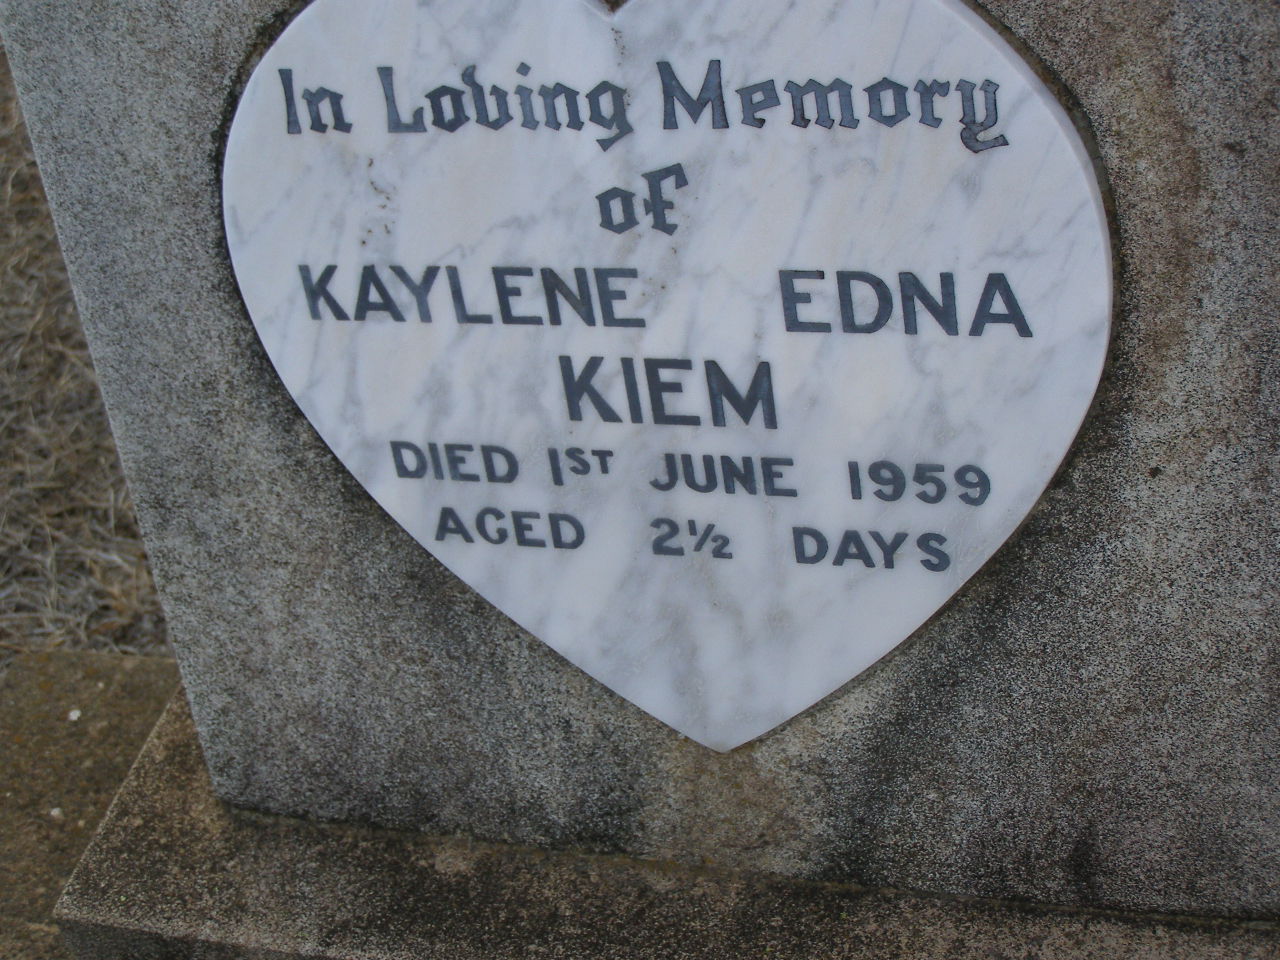 In Loving Memory
of
KAYLENE EDNA
KIEM
DIED 1ST JUNE 1959
AGED 2½ DAYS